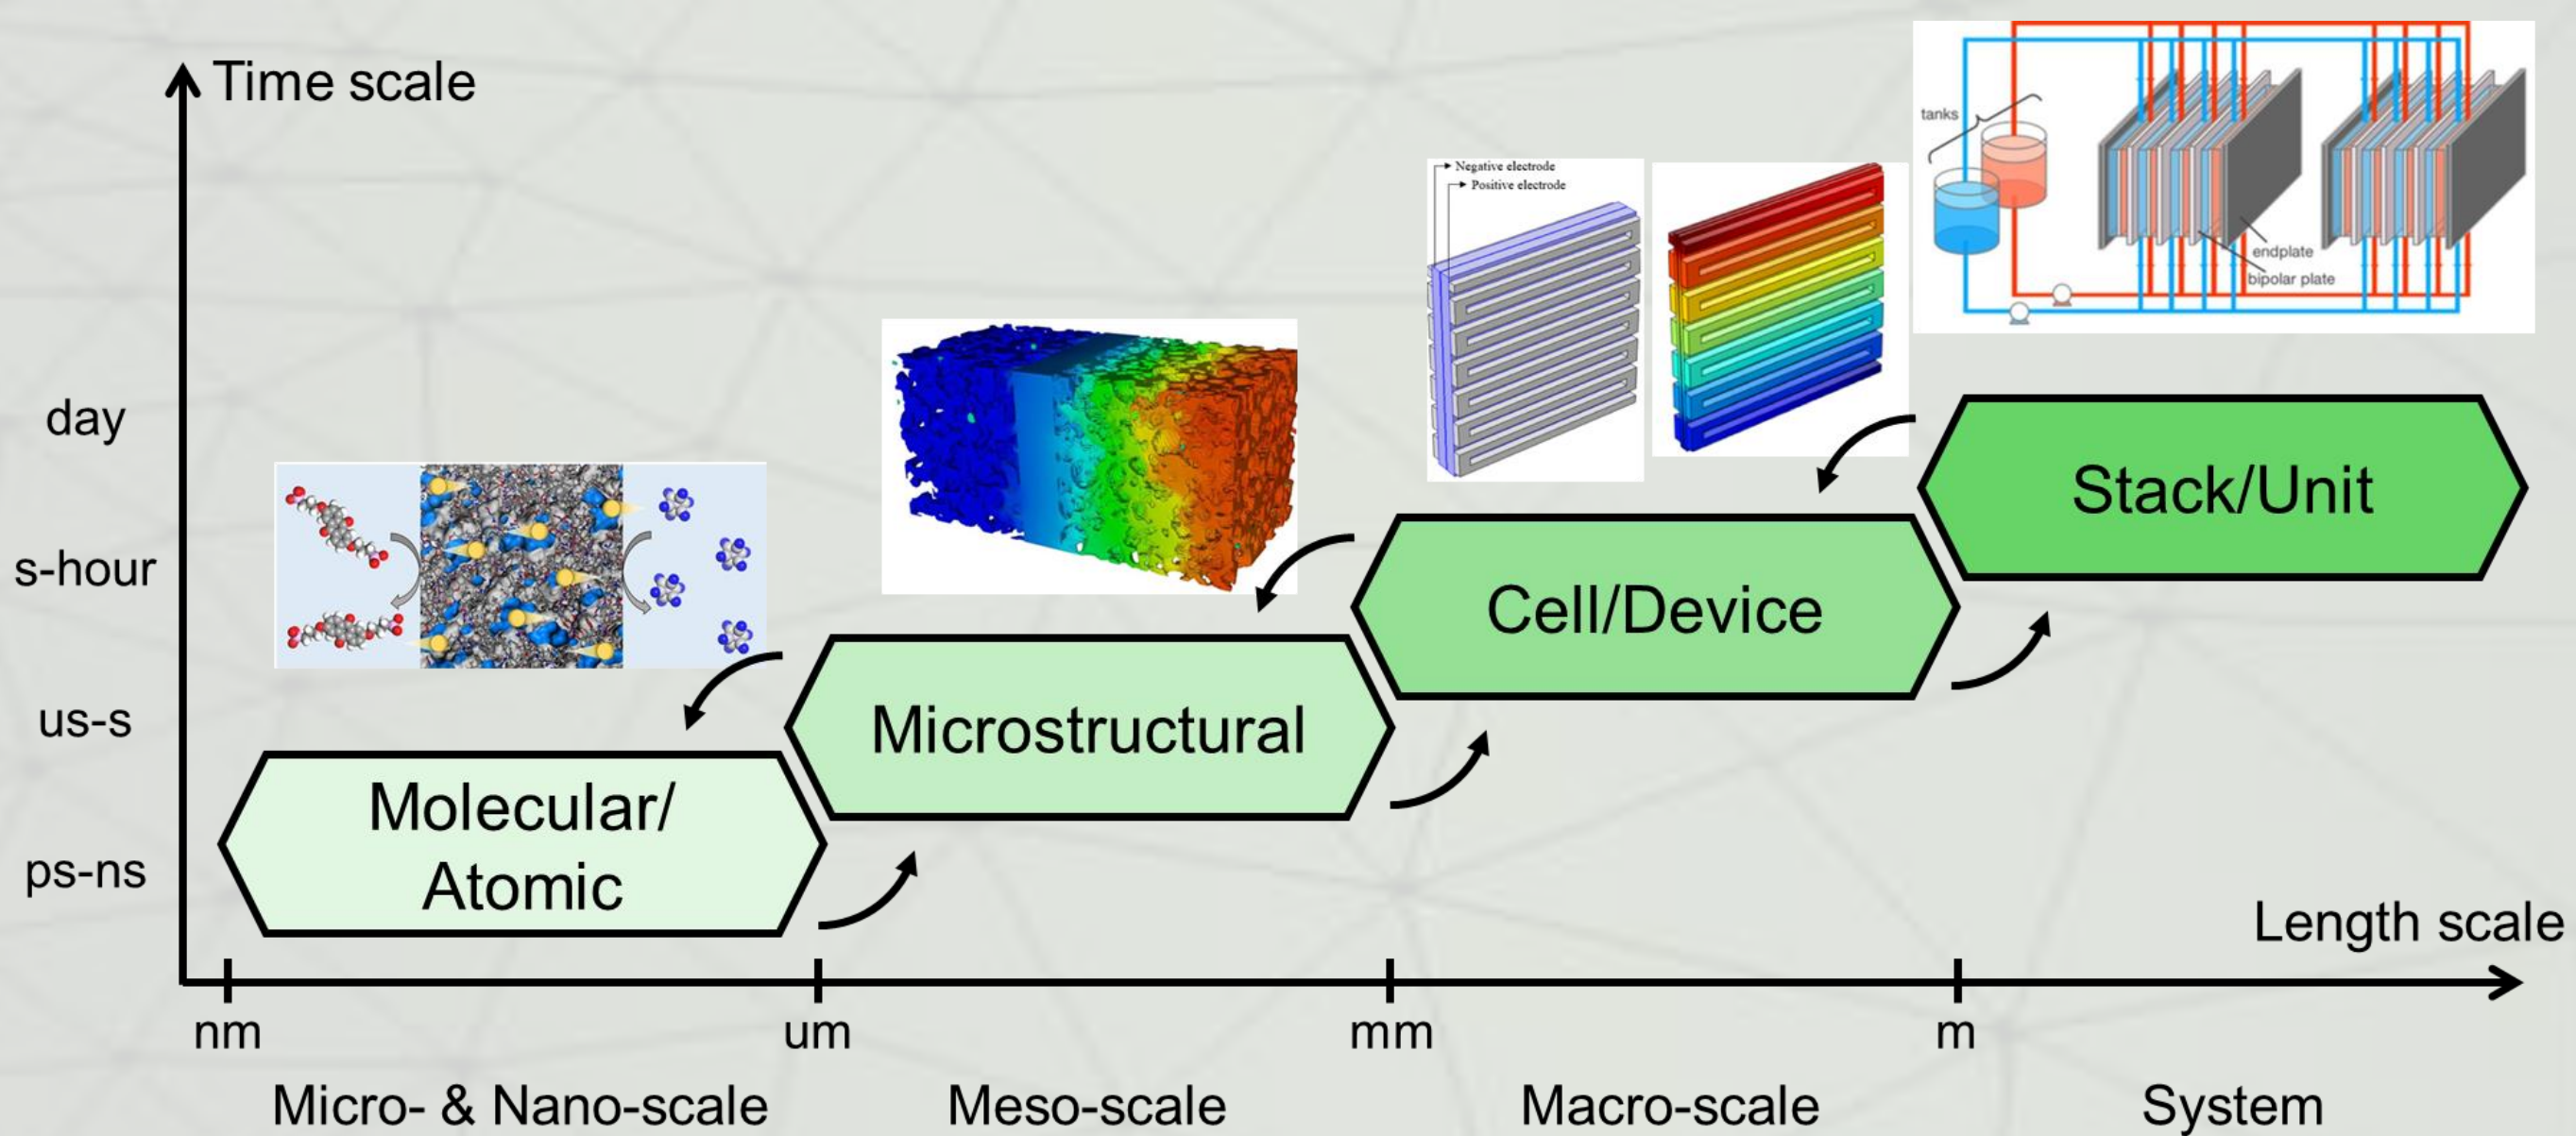 Time scale
tanks
endplate
bipolar plate
Negative electrode
Positive electrode
day
s-hour
us-s
ps-ns
Stack/Unit
Cell/Device
Microstructural
Molecular/
Atomic
Length scale
nm
um
mm
m
Micro- & Nano-scale
Meso-scale
Macro-scale
System